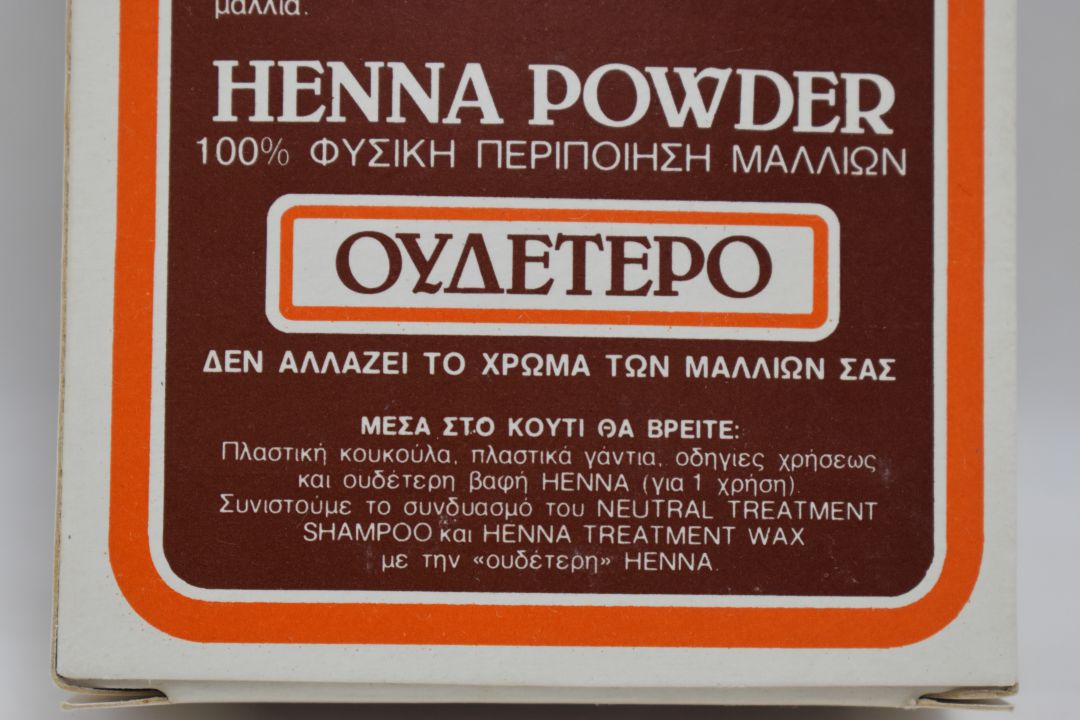 μαλλιά.
HENNA POWDER
100% ΦΥΣΙΚΗ ΠΕΡΙΠΟΙΗΣΗ ΜΑΛΛΙΩΝ
ΟΥΔΕΤΕΡΟ
ΔΕΝ ΑΛΛΑΖΕΙ ΤΟ ΧΡΩΜΑ ΤΩΝ ΜΑΛΛΙΩΝ ΣΑΣ
ΜΕΣΑ ΣΤΟ ΚΟΥΤΙ ΘΑ ΒΡΕΙΤΕ:
Πλαστική κουκούλα, πλαστικά γάντια, οδηγίες χρήσεως
και ουδέτερη βαφή HENNA (για 1 χρήση).
Συνιστούμε το συνδυασμό του NEUTRAL TREATMENT
SHAMPOO και HENNA TREATMENT WAX
με την «ουδέτερη» HENNA.